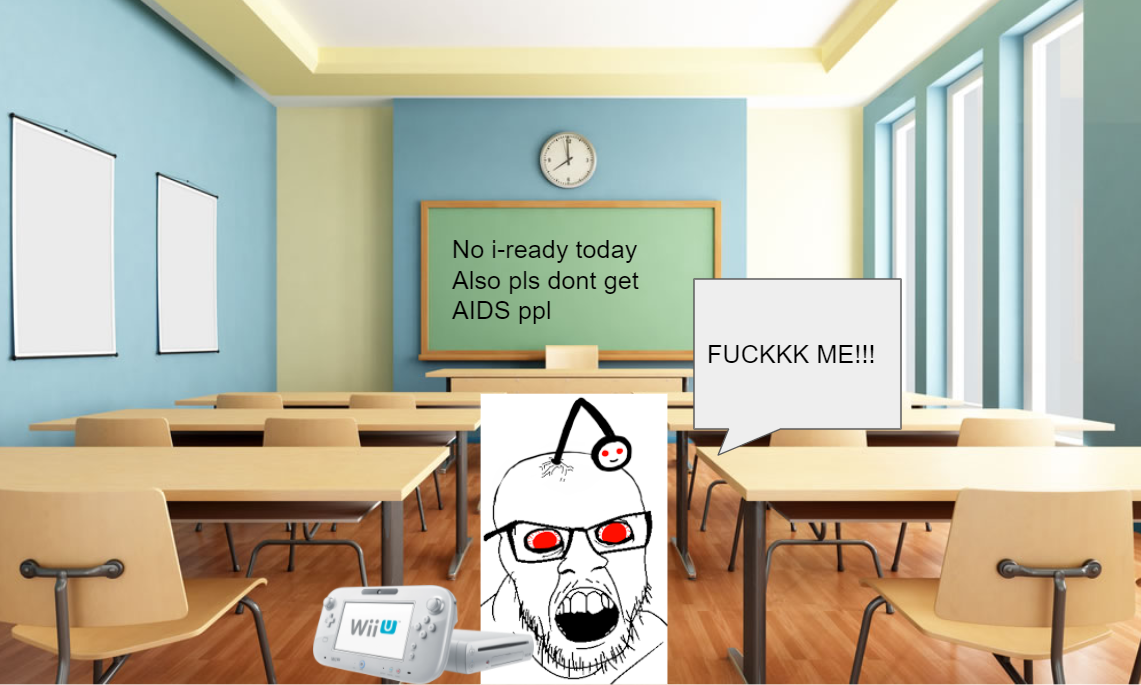 No i-ready today
Also pls dont get
AIDS ppl
FUCKKK ME!!!
Wii U